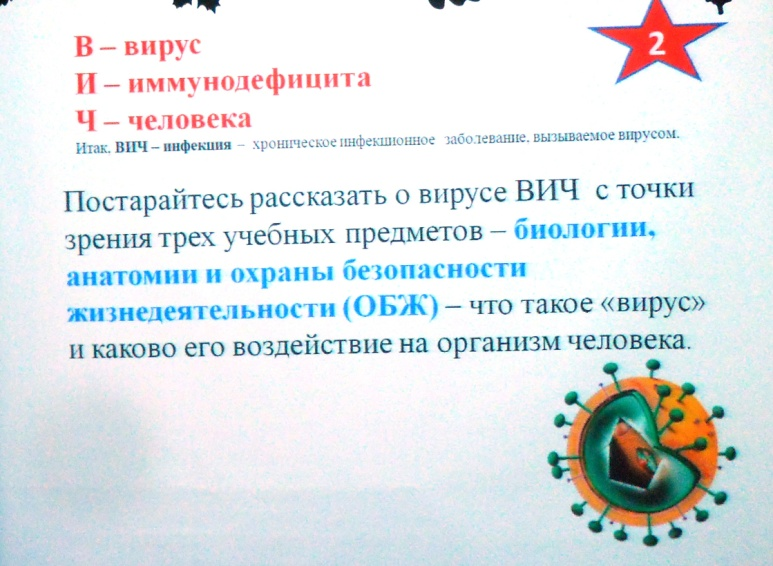 В – вирус
2
И – иммунодефицита
Ч – человека
Итак, ВИЧ – инфекция – хроническое инфекционное заболевание, вызываемое вирусом.
Постарайтесь рассказать о вирусе ВИЧ с точки
зрения трех учебных предметов – биологии,
анатомии и охраны безопасности
жизнедеятельности (ОБЖ) – что такое «вирус»
и каково его воздействие на организм человека.